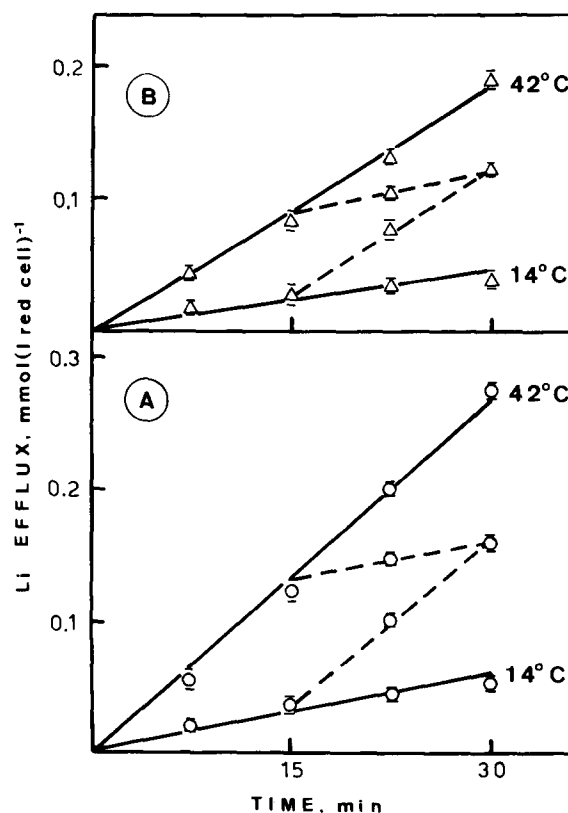 0.2
B
42°C
0.1
14°C
0.3
A
42°C
0.2
0.1
14°C
15
30
Li EFFLUX, mmol(l red cell)⁻¹
TIME, min